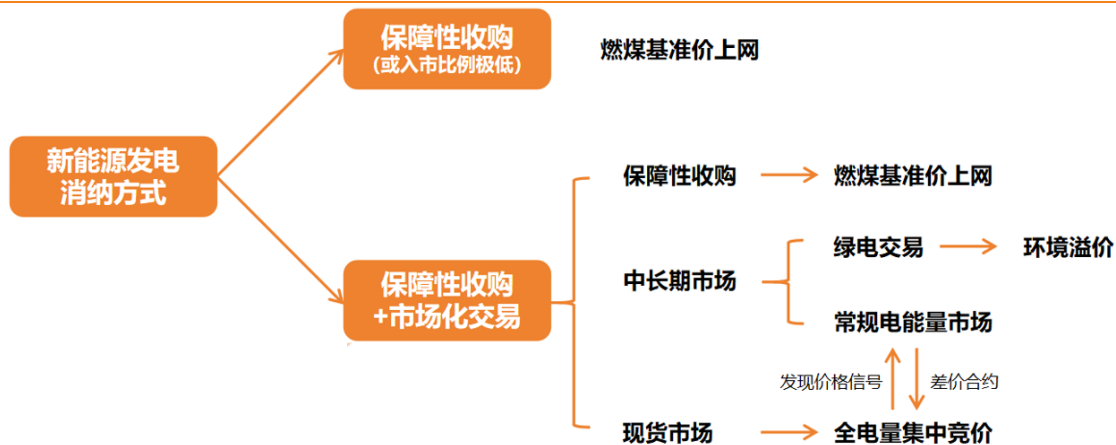 保障性收购
(或入市比例极低)
燃煤基准价上网
新能源发电
消纳方式
保障性收购
+市场化交易
保障性收购
燃煤基准价上网
中长期市场
绿电交易
环境溢价
常规电能量市场
发现价格信号
差价合约
现货市场
全电量集中竞价